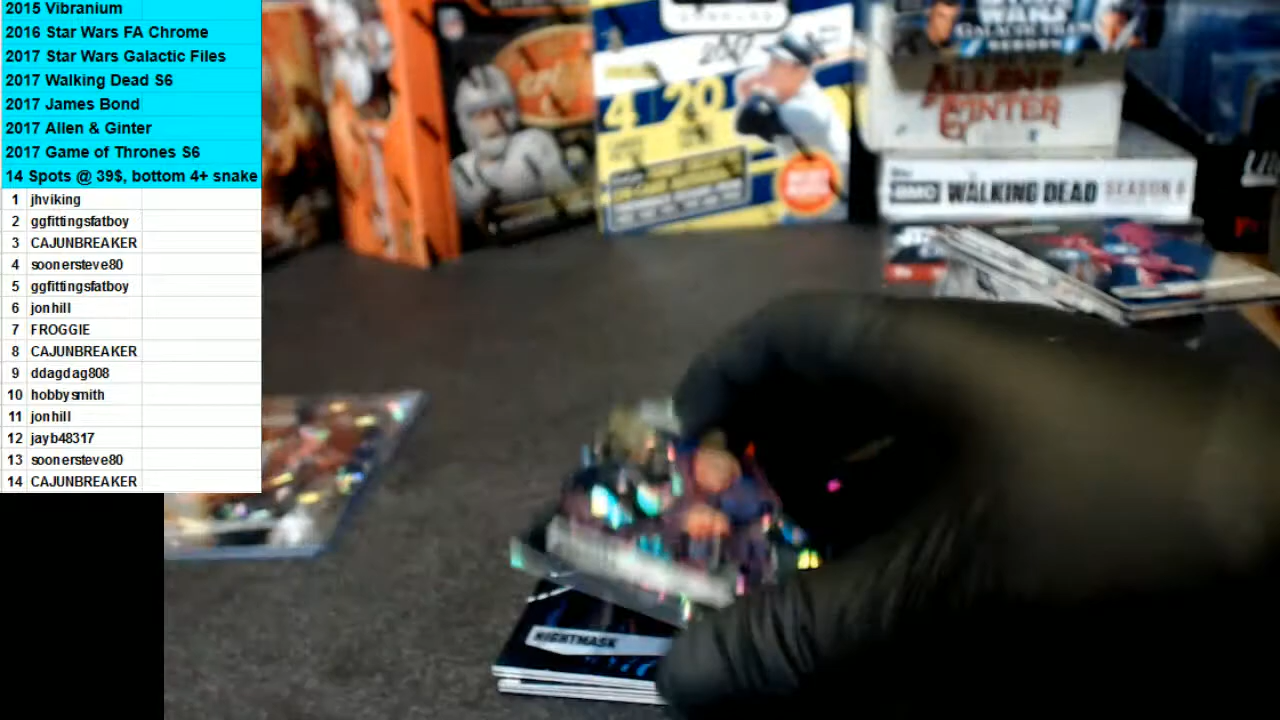 2015 Vibranium
2016 Star Wars FA Chrome
2017 Star Wars Galactic Files
2017 Walking Dead S6
2017 James Bond
2017 Allen & Ginter
2017 Game of Thrones S6
14 Spots @ 39$, bottom 4+ snake
1 jhviking
2 ggfittingsfatboy
3 CAJUNBREAKER
4 soonersteve80
5 ggfittingsfatboy
6 jonhill
7 FROGGIE
8 CAJUNBREAKER
9 ddagdag808
10 hobbysmith
11 jonhill
12 jayb48317
13 soonersteve80
14 CAJUNBREAKER
4 20
WARS
ALLEN &
GINTER
AMC WALKING DEAD SEASON 6
NIGHTMASK